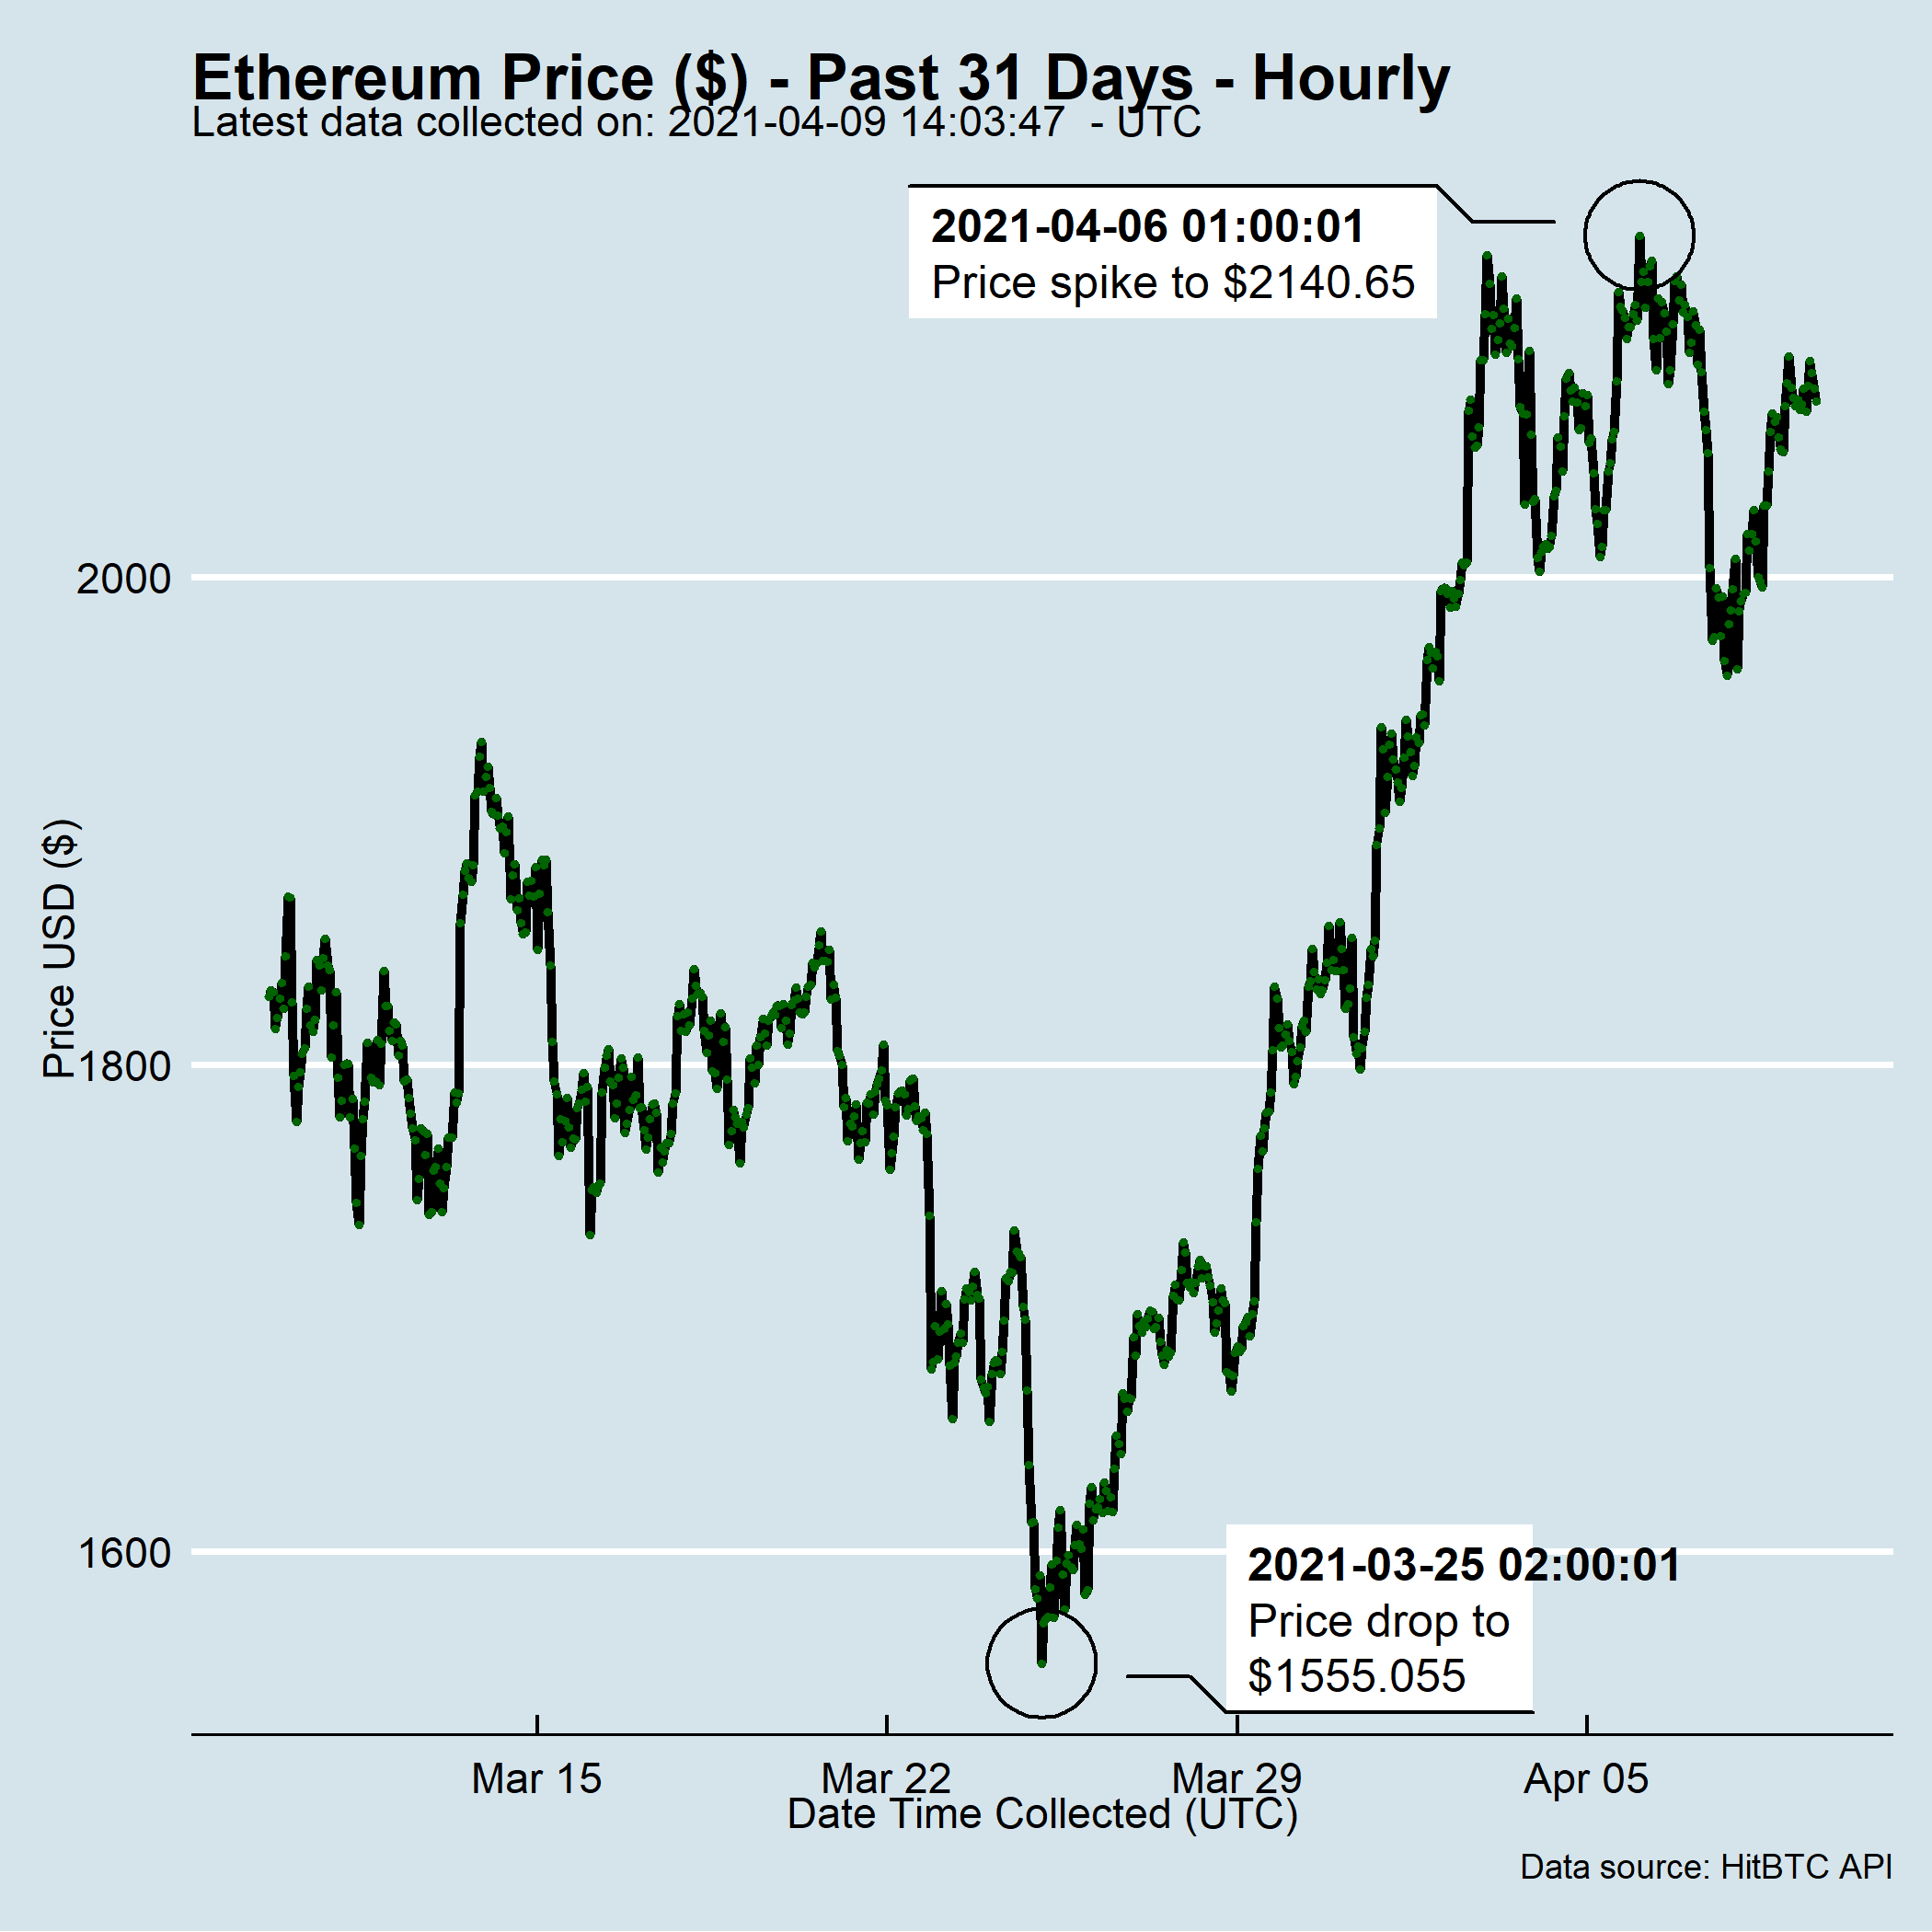 Ethereum Price ($) - Past 31 Days - Hourly
Latest data collected on: 2021-04-09 14:03:47  - UTC
2021-04-06 01:00:01
Price spike to $2140.65
2000
Price USD ($)
1800
1600
2021-03-25 02:00:01
Price drop to
$1555.055
Mar 15
Mar 22
Mar 29
Apr 05
Date Time Collected (UTC)
Data source: HitBTC API